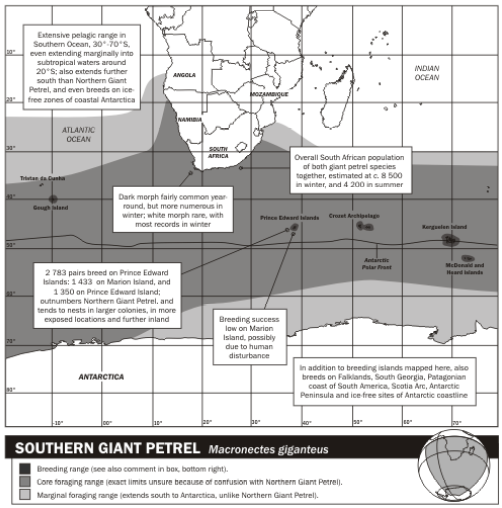 Extensive pelagic range in
Southern Ocean, 30°-70°S,
even extending marginally into
subtropical waters around
20°S; also extends further
south than Northern Giant
Petrel, and even breeds on ice-
free zones of coastal Antarctica
10°
ANGOLA
INDIAN
OCEAN
MOZAMBIQUE
20°
NAMIBIA
ATLANTIC
OCEAN
30°
SOUTH
AFRICA
Overall South African population
of both giant petrel species
together, estimated at c. 8 500
in winter, and 4 200 in summer
Tristan da Cunha
Gough Island
40°
Dark morph fairly common year-
round, but more numerous in
winter; white morph rare, with
most records in winter
Prince Edward Islands
Crozet Archipelago
Kerguelen Island
50°
Antarctic
Polar Front
McDonald and
Heard Islands
2 783 pairs breed on Prince Edward
Islands: 1 433 on Marion Island, and
1 350 on Prince Edward Island;
outnumbers Northern Giant Petrel, and
tends to nests in larger colonies, in more
exposed locations and further inland
60°
Breeding success
low on Marion
Island, possibly
due to human
disturbance
70°
ANTARCTICA
In addition to breeding islands mapped here, also
breeds on Falklands, South Georgia, Patagonian
coast of South America, Scotia Arc, Antarctic
Peninsula and ice-free sites of Antarctic coastline
80°
-10° 0° 10° 20° 30° 40° 50° 60° 70°
SOUTHERN GIANT PETREL Macronectes giganteus
Breeding range (see also comment in box, bottom right).
Core foraging range (exact limits unsure because of confusion with Northern Giant Petrel).
Marginal foraging range (extends south to Antarctica, unlike Northern Giant Petrel).